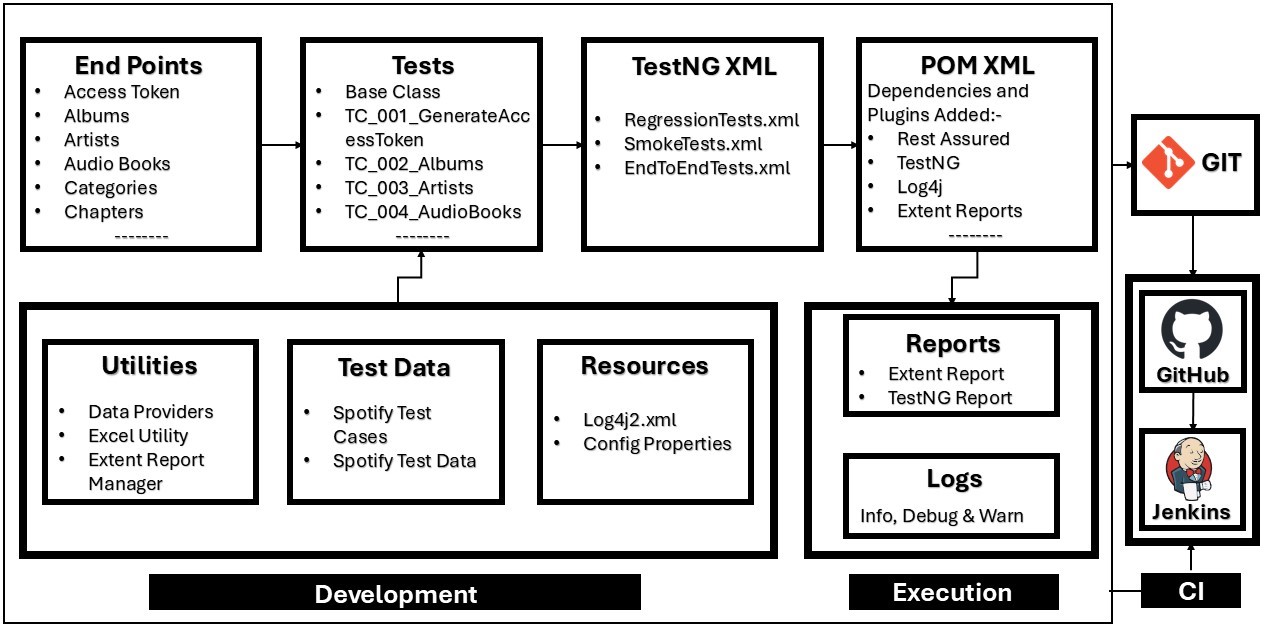 End Points
• Access Token
• Albums
• Artists
• Audio Books
• Categories
• Chapters
--------
Tests
• Base Class
• TC_001_GenerateAcc
essToken
• TC_002_Albums
• TC_003_Artists
• TC_004_AudioBooks
--------
TestNG XML
• RegressionTests.xml
• SmokeTests.xml
• EndToEndTests.xml
POM XML
Dependencies and
Plugins Added:-
• Rest Assured
• TestNG
• Log4j
• Extent Reports
--------
GIT
Utilities
• Data Providers
• Excel Utility
• Extent Report
Manager
Test Data
• Spotify Test
Cases
• Spotify Test Data
Resources
• Log4j2.xml
• Config Properties
Reports
• Extent Report
• TestNG Report
Logs
Info, Debug & Warn
GitHub
Jenkins
Development
Execution
CI